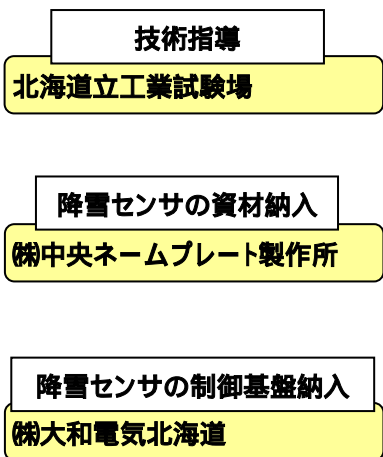 技術指導
北海道立工業試験場
降雪センサの資材納入
㈱中央ネームプレート製作所
降雪センサの制御基盤納入
㈱大和電気北海道